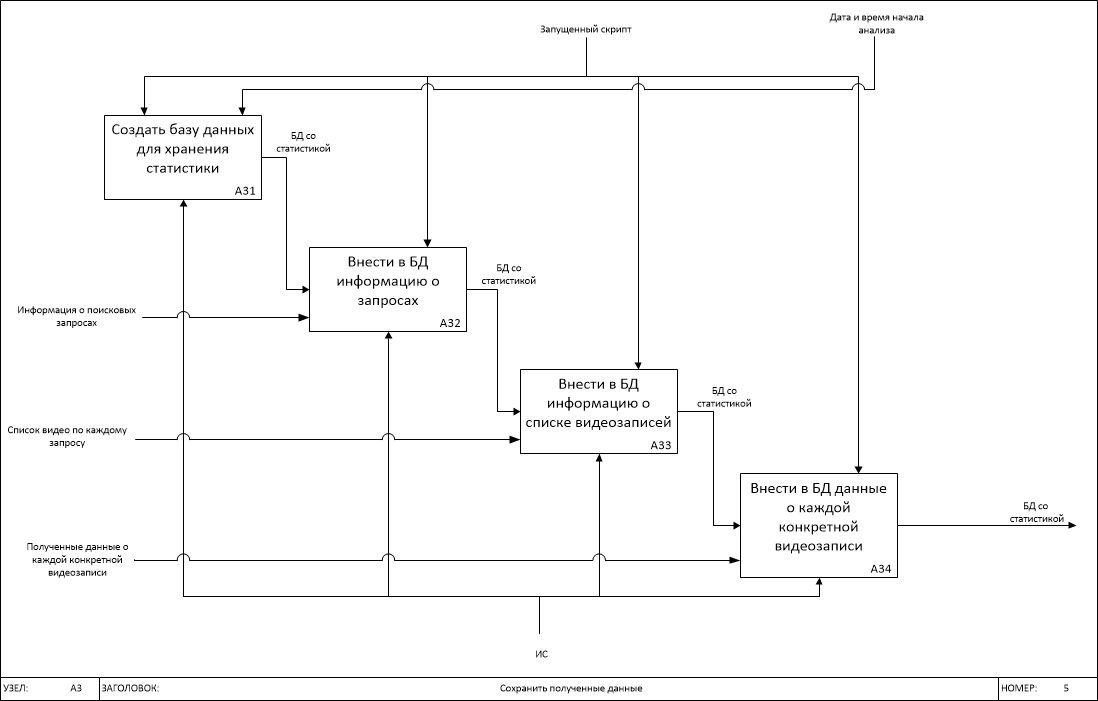 Запущенный скрипт
Дата и время начала
анализа
Создать базу данных
для хранения
статистики
A31
БД со
статистикой
Внести в БД
информацию о
запросах
A32
БД со
статистикой
Информация о поисковых
запросах
Внести в БД
информацию о
списке видеозаписей
A33
БД со
статистикой
Список видео по каждому
запросу
Внести в БД данные
о каждой
конкретной
видеозаписи
A34
БД со
статистикой
Полученные данные о
каждой конкретной
видеозаписи
ИС
УЗЕЛ: A3 ЗАГОЛОВОК: Сохранить полученные данные НОМЕР: 5